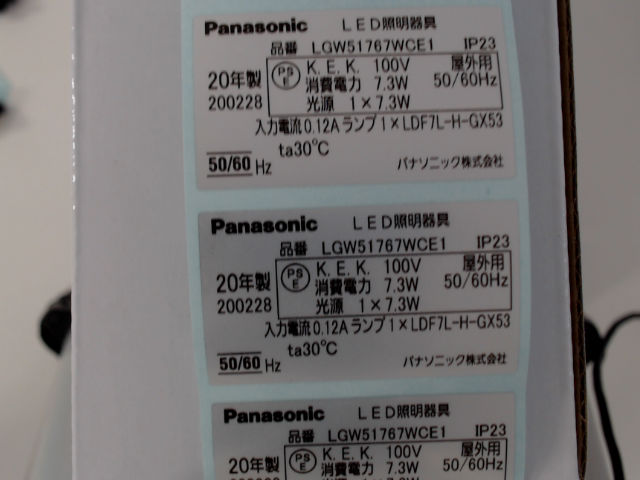 Panasonic LED照明器具
品番 LGW51767WCE1 IP23
20年製 PS E K. E. K. 100V 屋外用
200228 消費電力 7.3W 50/60Hz
光源 1×7.3W
入力電流0.12A ランプ1×LDF7L-H-GX53
ta30℃
50/60 Hz パナソニック株式会社
Panasonic LED照明器具
品番 LGW51767WCE1 IP23
20年製 PS E K. E. K. 100V 屋外用
200228 消費電力 7.3W 50/60Hz
光源 1×7.3W
入力電流0.12A ランプ1×LDF7L-H-GX53
ta30℃
50/60 Hz パナソニック株式会社
Panasonic LED照明器具
品番 LGW51767WCE1 IP23
20年製 PS E K. E. K. 100V 屋外用
消費電力 7.3W 50/60Hz